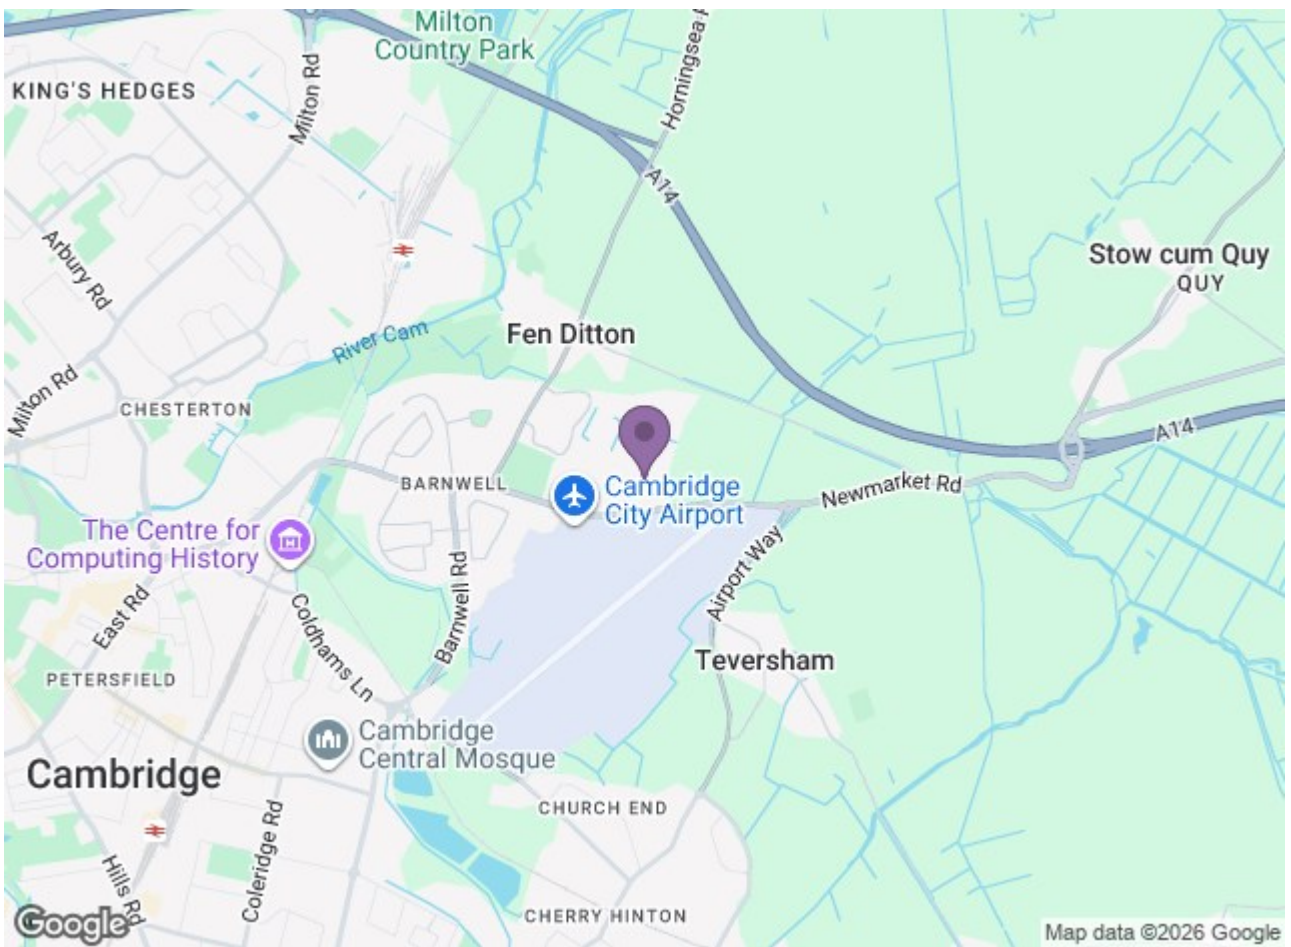 Milton
Country Park
KING'S HEDGES
Milton Rd
Horningsea
A14
Arbury Rd
Stow cum Quy
QUY
River Cam
Fen Ditton
Milton Rd
CHESTERTON
A14
BARNWELL
Cambridge
City Airport
Newmarket Rd
The Centre for
Computing History
Airport Way
East Rd
Coldhams Ln
Barnwell Rd
Teversham
PETERSFIELD
Cambridge
Central Mosque
Cambridge
CHURCH END
Coleridge Rd
Hills Rd
CHERRY HINTON
Google
Map data ©2026 Google